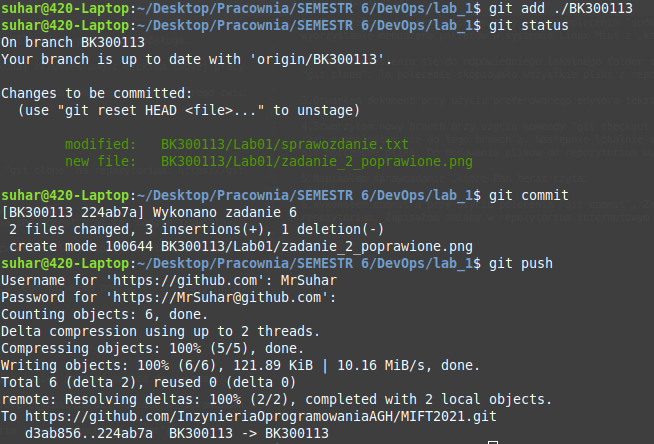 suhar@420-Laptop:~/Desktop/Pracownia/SEMESTR 6/DevOps/lab_1$ git add ./BK300113
suhar@420-Laptop:~/Desktop/Pracownia/SEMESTR 6/DevOps/lab_1$ git status
On branch BK300113
Your branch is up to date with 'origin/BK300113'.
Changes to be committed:
(use "git reset HEAD <file>..." to unstage)
modified: BK300113/Lab01/sprawozdanie.txt
new file: BK300113/Lab01/zadanie_2_poprawione.png
suhar@420-Laptop:~/Desktop/Pracownia/SEMESTR 6/DevOps/lab_1$ git commit
[BK300113 224ab7a] Wykonano zadanie 6
2 files changed, 3 insertions(+), 1 deletion(-)
create mode 100644 BK300113/Lab01/zadanie_2_poprawione.png
suhar@420-Laptop:~/Desktop/Pracownia/SEMESTR 6/DevOps/lab_1$ git push
Username for 'https://github.com': MrSuhar
Password for 'https://MrSuhar@github.com':
Counting objects: 6, done.
Delta compression using up to 2 threads.
Compressing objects: 100% (5/5), done.
Writing objects: 100% (6/6), 121.89 KiB | 10.16 MiB/s, done.
Total 6 (delta 2), reused 0 (delta 0)
remote: Resolving deltas: 100% (2/2), completed with 2 local objects.
To https://github.com/InzynieriaOprogramowaniaAGH/MIFT2021.git
d3ab856..224ab7a BK300113 -> BK300113